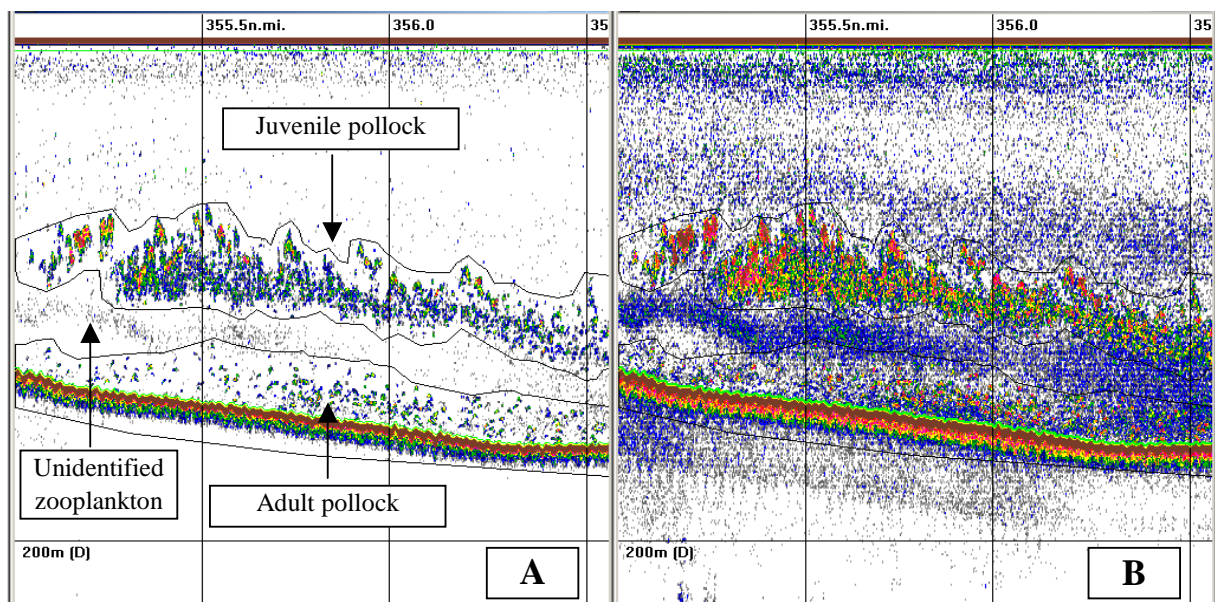 355.5n.mi. 356.0 35
355.5n.mi. 356.0 35
Juvenile pollock
Unidentified
zooplankton
Adult pollock
200m (D)
A
200m (D)
B